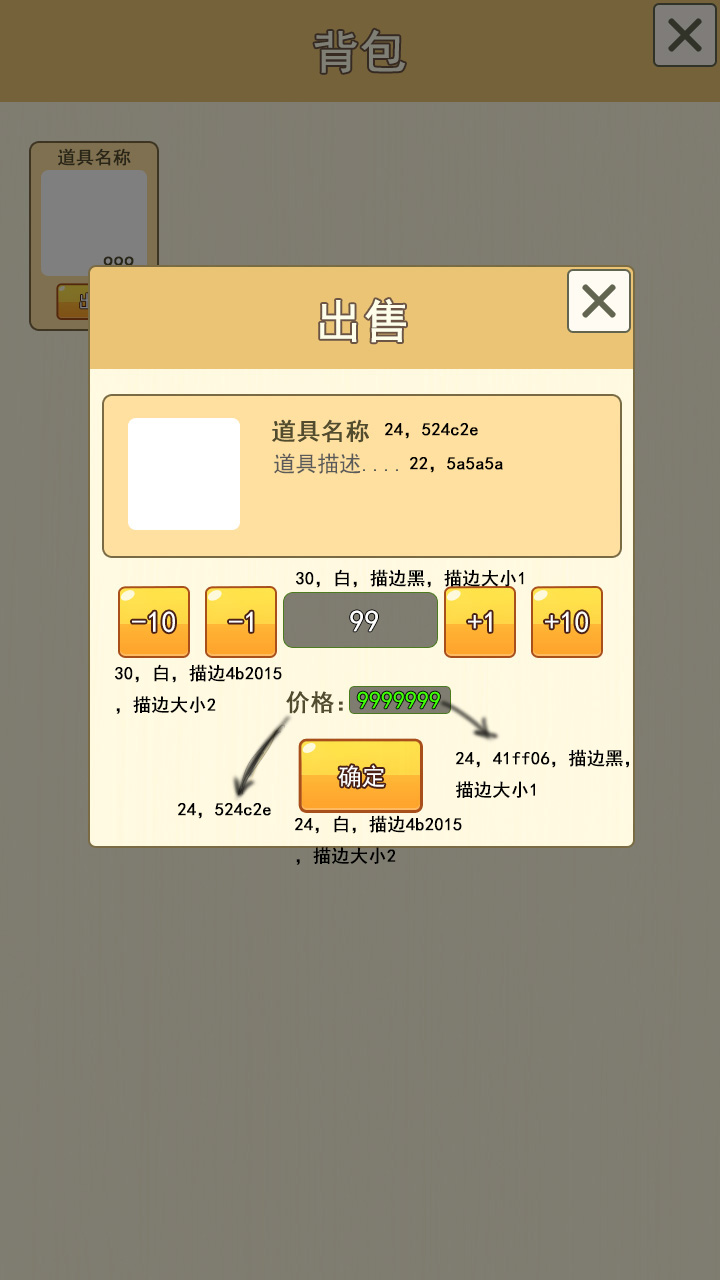 背包
道具名称
999
出
出售
道具名称 24，524c2e
道具描述.... 22，5a5a5a
30，白，描边黑，描边大小1
-10 -1 99 +1 +10
30，白，描边4b2015
，描边大小2
价格: 9999999
24，41ff06，描边黑，
描边大小1
确定
24，524c2e
24，白，描边4b2015
，描边大小2